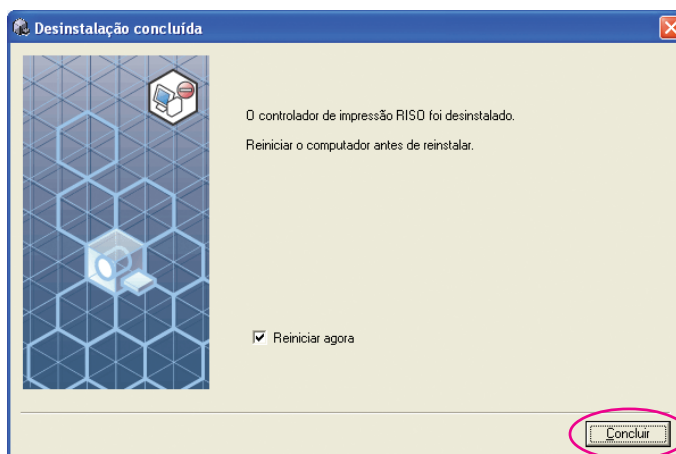 Desinstalação concluída
O controlador de impressão RISO foi desinstalado.
Reiniciar o computador antes de reinstalar.
Reiniciar agora
Concluir